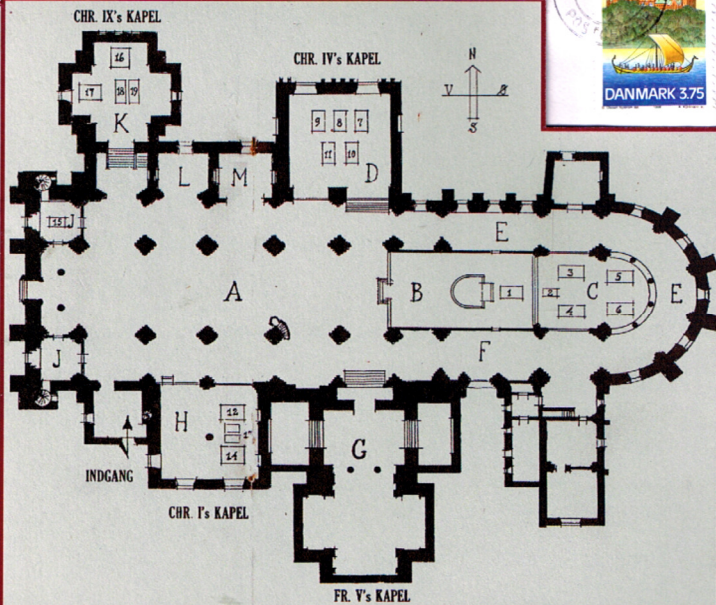 CHR. IX's KAPEL
CHR. IV's KAPEL
DANMARK 3.75
N
V
S
16
17
18
19
K
9
8
7
11
10
D
L
M
15
J
E
A
B
1
2
3
C
5
4
6
E
J
F
H
12
14
G
INDGANG
CHR. I's KAPEL
FR. V's KAPEL